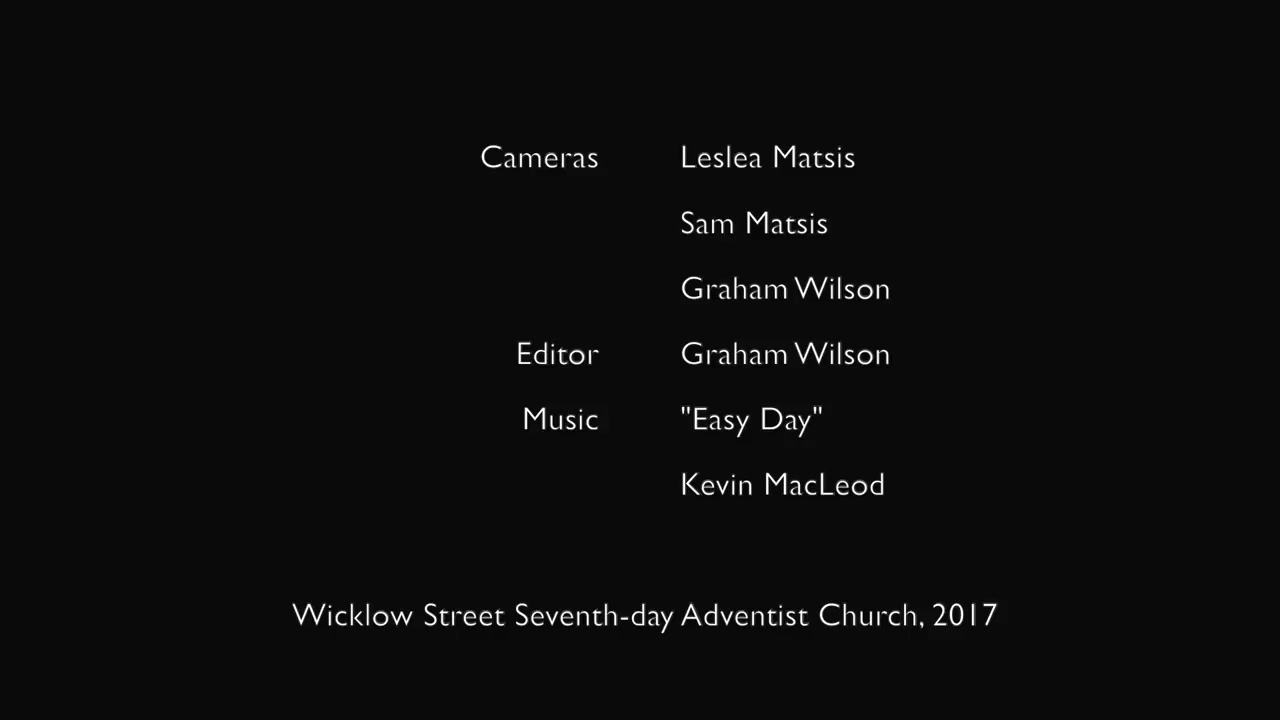 Cameras Leslea Matsis
Sam Matsis
Graham Wilson
Editor Graham Wilson
Music "Easy Day"
Kevin MacLeod
Wicklow Street Seventh-day Adventist Church, 2017